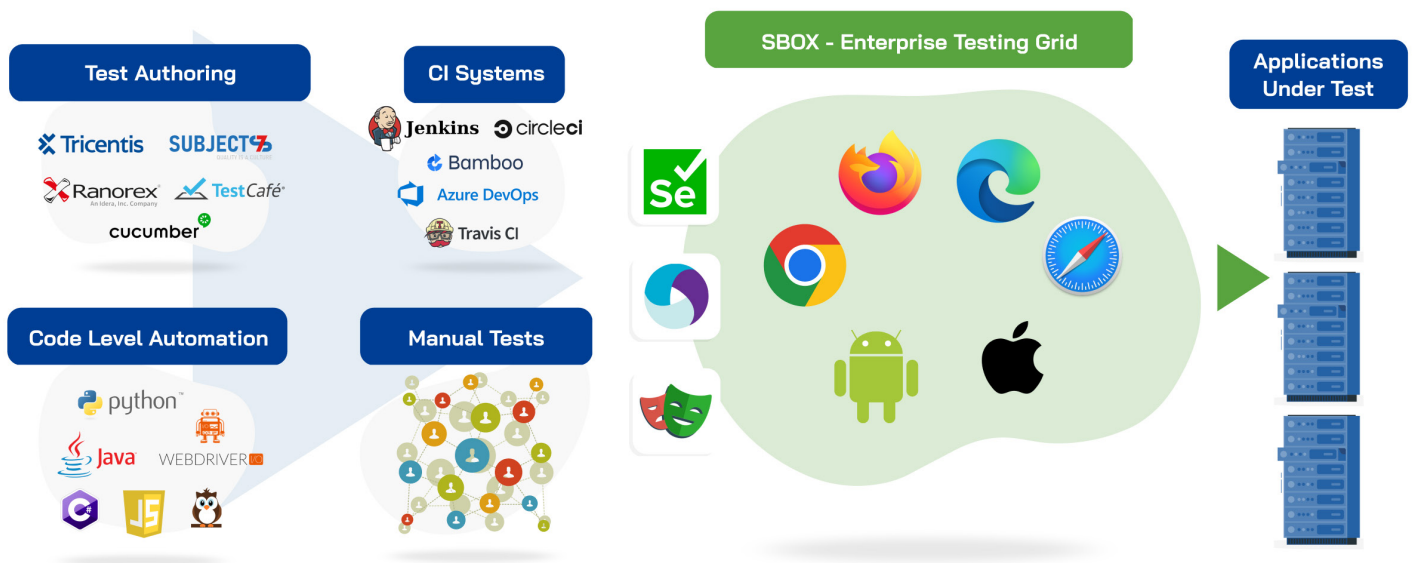 Test Authoring
Tricentis
SUBJECT7
QUALITY IS A CULTURE
Ranorex®
An Idera, Inc. Company
TestCafé®
cucumber
CI Systems
Jenkins
circleci
Bamboo
Azure DevOps
Travis CI
Code Level Automation
python™
Java
WEBDRIVER I/O
C#
JS
Manual Tests
SBOX - Enterprise Testing Grid
Se
Applications
Under Test